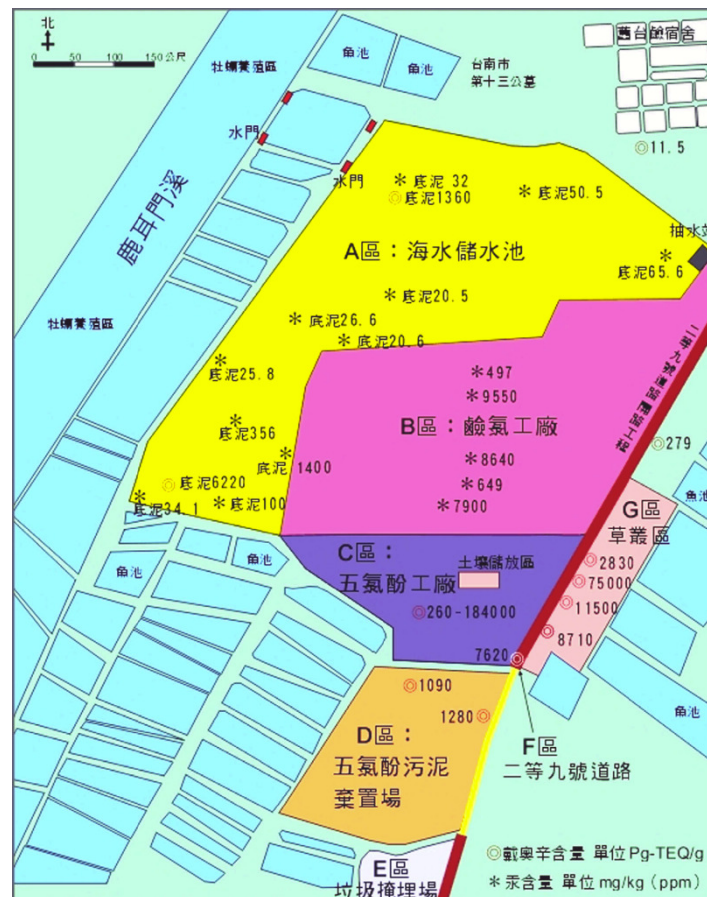 北
0 50 100 150公尺
牡蠣養殖區
魚池
魚池
台南市
第十三公墓
舊台鹼宿舍
◎11.5
水門
水門
鹿耳門溪
牡蠣養殖區
* 底泥 32
◎底泥1360
* 底泥50.5
抽水站
*
底泥65.6
A區：海水儲水池
* 底泥20.5
* 底泥26.6
* 底泥20.6
*
底泥25.8
*
底泥356
*
底泥 1400
◎ 底泥6220
*
底泥34.1
* 底泥100
*497
*9550
B區：鹼氯工廠
*8640
*649
*7900
二等九號道路
◎279
G區
草叢區
魚池
◎2830
◎75000
◎11500
◎
8710
C區：
五氯酚工廠
土壤儲放區
◎260-184000
7620◎
魚池
魚池
◎1090
1280◎
D區：
五氯酚污泥
棄置場
F區
二等九號道路
魚池
E區
垃圾掩埋場
◎戴奧辛含量 單位Pg-TEQ/g
* 汞含量 單位 mg/kg（ppm）